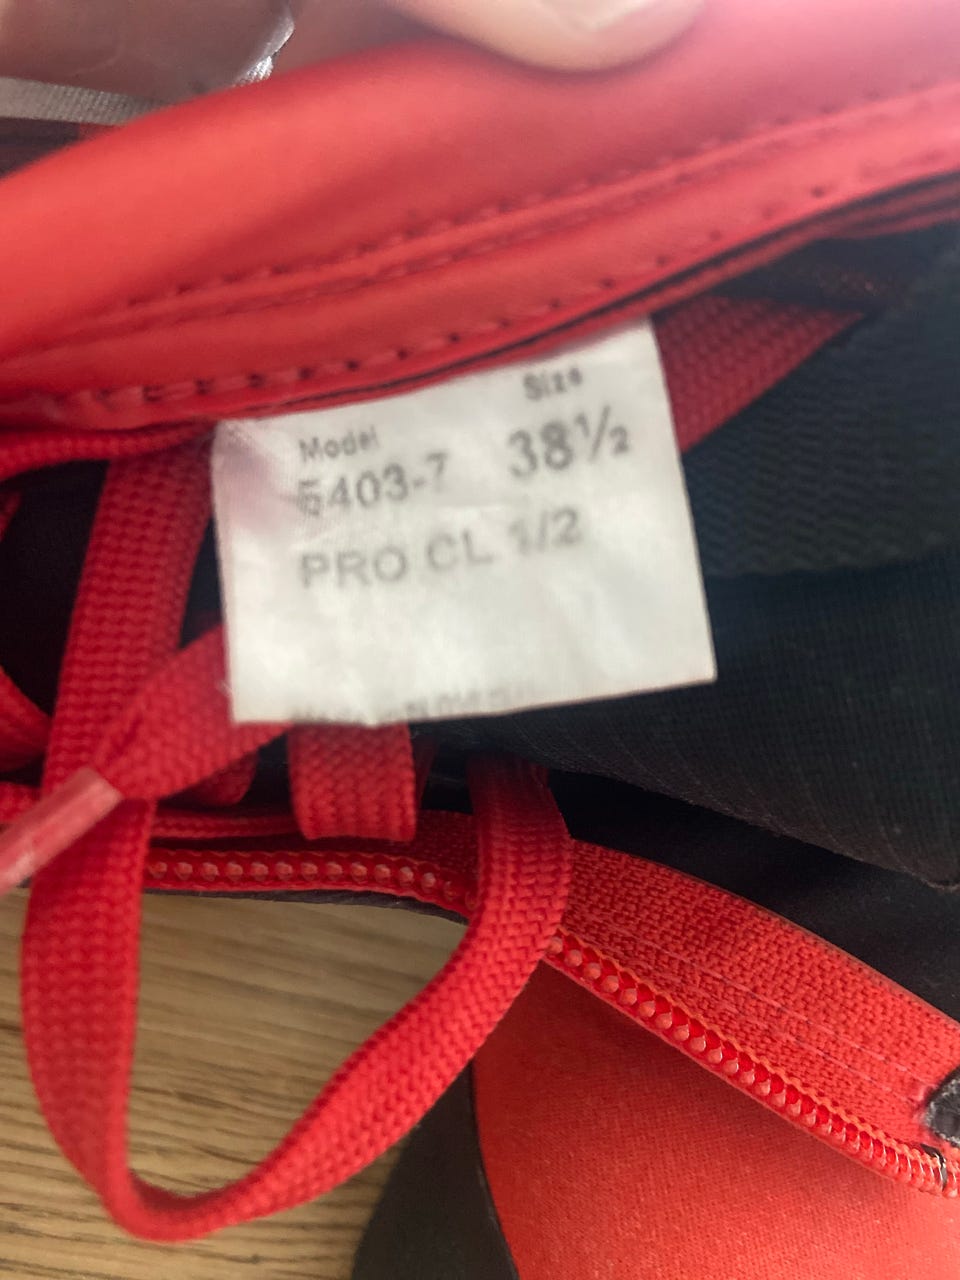 Model Size
5403-7 38½
PRO CL 1/2